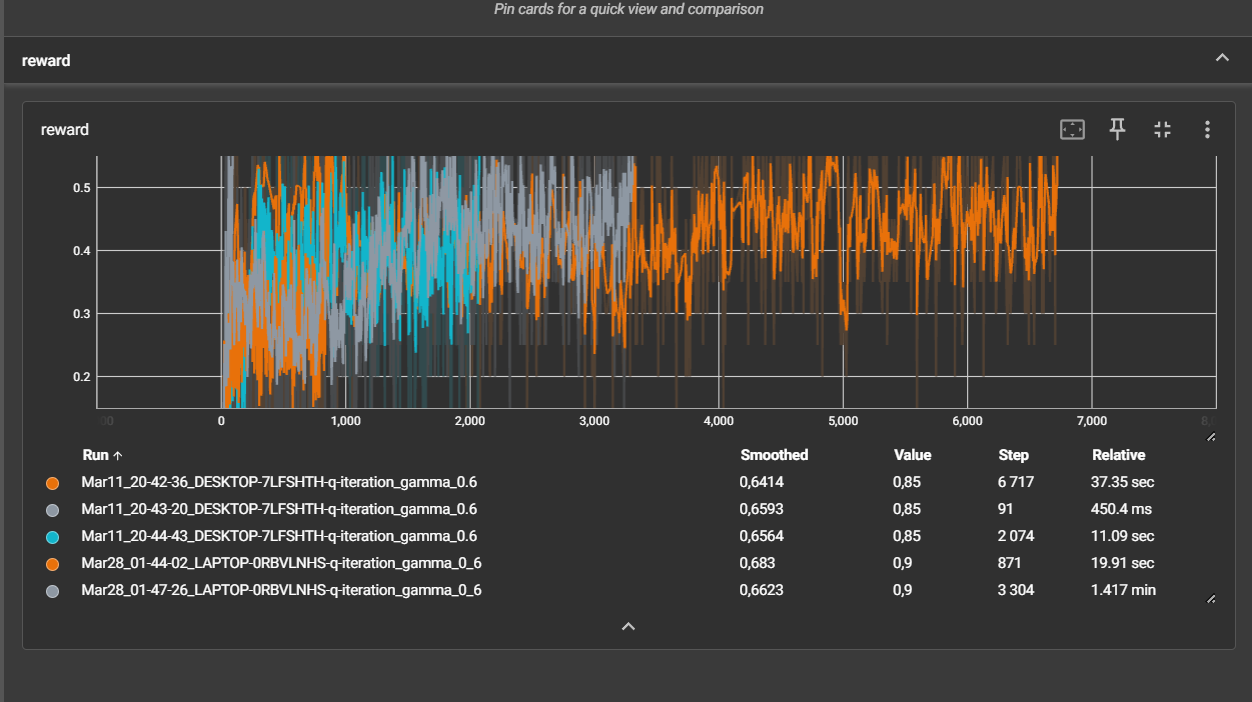 Pin cards for a quick view and comparison
reward
reward
0.5
0.4
0.3
0.2
00 0 1,000 2,000 3,000 4,000 5,000 6,000 7,000 8,0
Run ↑ Smoothed Value Step Relative
Mar11_20-42-36_DESKTOP-7LFSHTH-q-iteration_gamma_0.6 0,6414 0,85 6 717 37.35 sec
Mar11_20-43-20_DESKTOP-7LFSHTH-q-iteration_gamma_0.6 0,6593 0,85 91 450.4 ms
Mar11_20-44-43_DESKTOP-7LFSHTH-q-iteration_gamma_0.6 0,6564 0,85 2 074 11.09 sec
Mar28_01-44-02_LAPTOP-0RBVLNHS-q-iteration_gamma_0_6 0,683 0,9 871 19.91 sec
Mar28_01-47-26_LAPTOP-0RBVLNHS-q-iteration_gamma_0_6 0,6623 0,9 3 304 1.417 min